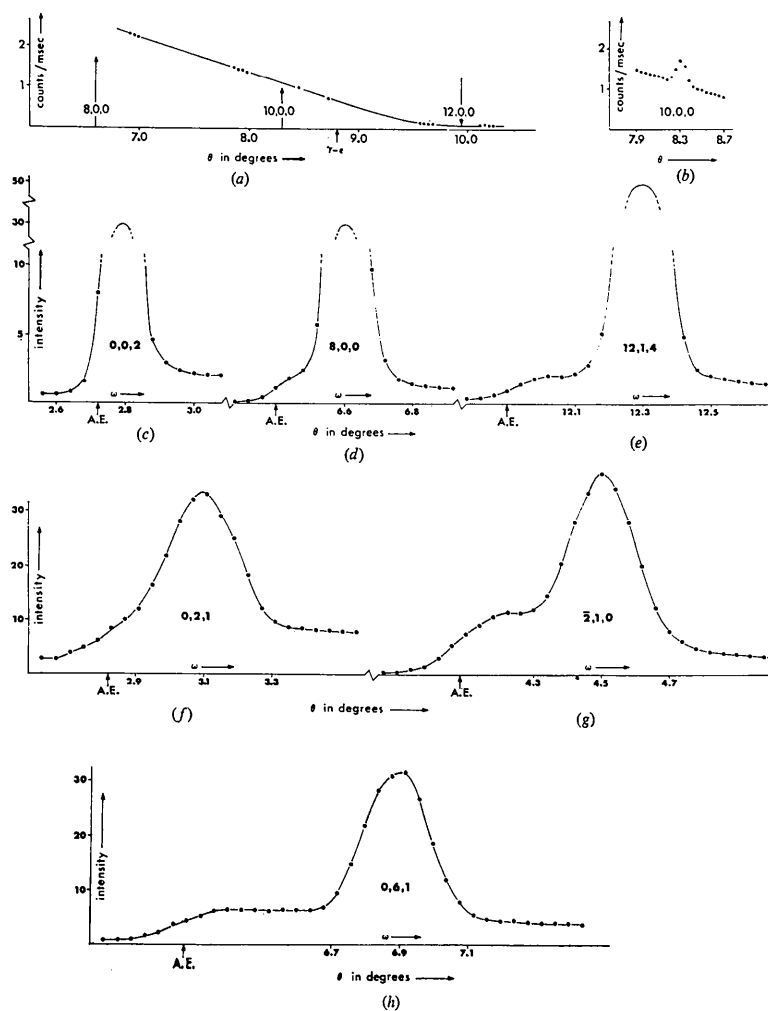 counts / msec
2
1
8,0,0
10,0,0
12,0,0
7.0
8.0
9.0
10.0
γ-e
θ in degrees
(a)
counts / msec
2
1
10,0,0
7.9
8.3
8.7
θ
(b)
50
30
10
5
intensity
0,0,2
8,0,0
12,1,4
ω
ω
ω
2.6
2.8
3.0
6.6
6.8
12.1
12.3
12.5
A.E.
A.E.
A.E.
θ in degrees
(c)
(d)
(e)
30
20
10
intensity
0,2,1
2̄,1,0
ω
ω
2.9
3.1
3.3
4.3
4.5
4.7
A.E.
A.E.
θ in degrees
(f)
(g)
30
20
10
intensity
0,6,1
ω
6.7
6.9
7.1
A.E.
θ in degrees
(h)